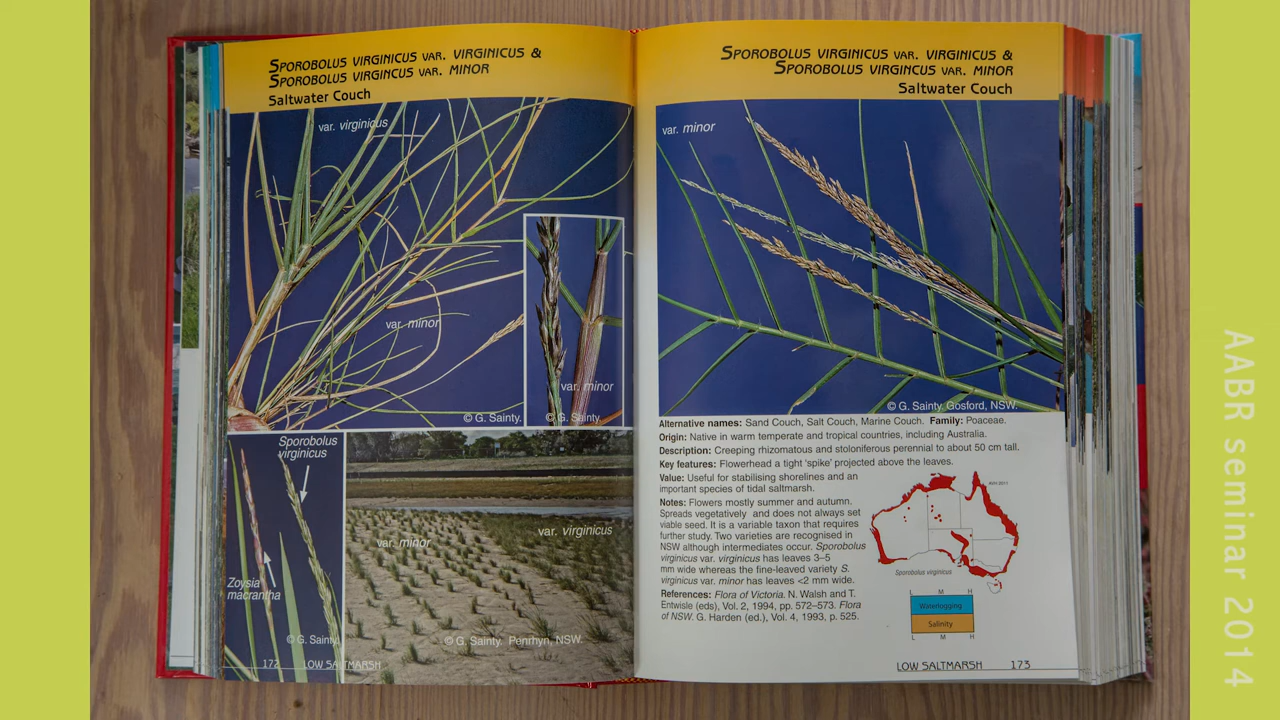 SPOROBOLUS VIRGINICUS VAR. VIRGINICUS &
SPOROBOLUS VIRGINCUS VAR. MINOR
Saltwater Couch
var. virginicus
var. minor
var. minor
© G. Sainty.
© G. Sainty.
Sporobolus
virginicus
Zoysia
macrantha
© G. Sainty.
var. minor
var. virginicus
© G. Sainty. Penrhyn, NSW.
172 LOW SALTMARSH
SPOROBOLUS VIRGINICUS VAR. VIRGINICUS &
SPOROBOLUS VIRGINCUS VAR. MINOR
Saltwater Couch
var. minor
© G. Sainty. Gosford, NSW.
Alternative names: Sand Couch, Salt Couch, Marine Couch. Family: Poaceae.
Origin: Native in warm temperate and tropical countries, including Australia.
Description: Creeping rhizomatous and stoloniferous perennial to about 50 cm tall.
Key features: Flowerhead a tight 'spike' projected above the leaves.
Value: Useful for stabilising shorelines and an
important species of tidal saltmarsh.
Notes: Flowers mostly summer and autumn.
Spreads vegetatively and does not always set
viable seed. It is a variable taxon that requires
further study. Two varieties are recognised in
NSW although intermediates occur. Sporobolus
virginicus var. virginicus has leaves 3–5
mm wide whereas the fine-leaved variety S.
virginicus var. minor has leaves <2 mm wide.
References: Flora of Victoria. N. Walsh and T.
Entwisle (eds), Vol. 2, 1994, pp. 572–573. Flora
of NSW. G. Harden (ed.), Vol. 4, 1993, p. 525.
Sporobolus virginicus
L M H
Waterlogging
Salinity
L M H
LOW SALTMARSH 173
AABR seminar 2014